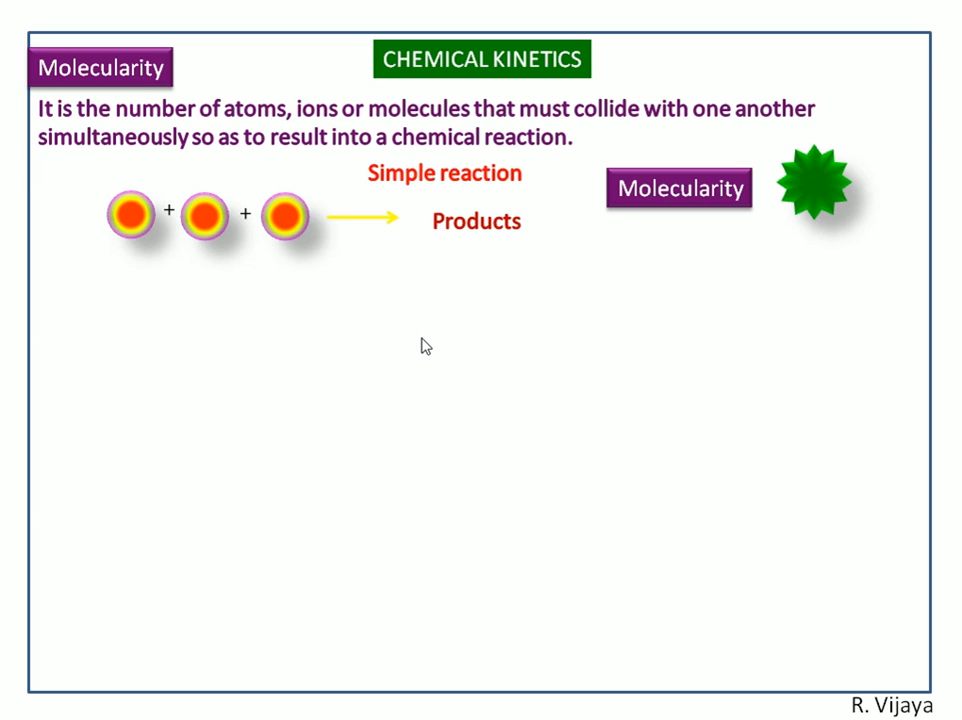 CHEMICAL KINETICS
Molecularity
It is the number of atoms, ions or molecules that must collide with one another
simultaneously so as to result into a chemical reaction.
Simple reaction
Molecularity
+ +
Products
R. Vijaya